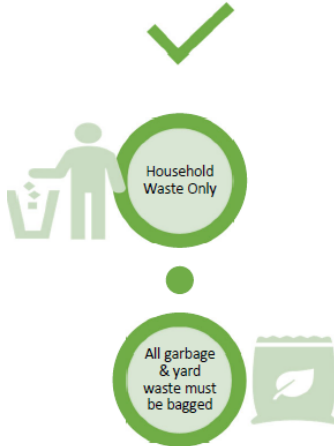 Household
Waste Only
All garbage
& yard
waste must
be bagged